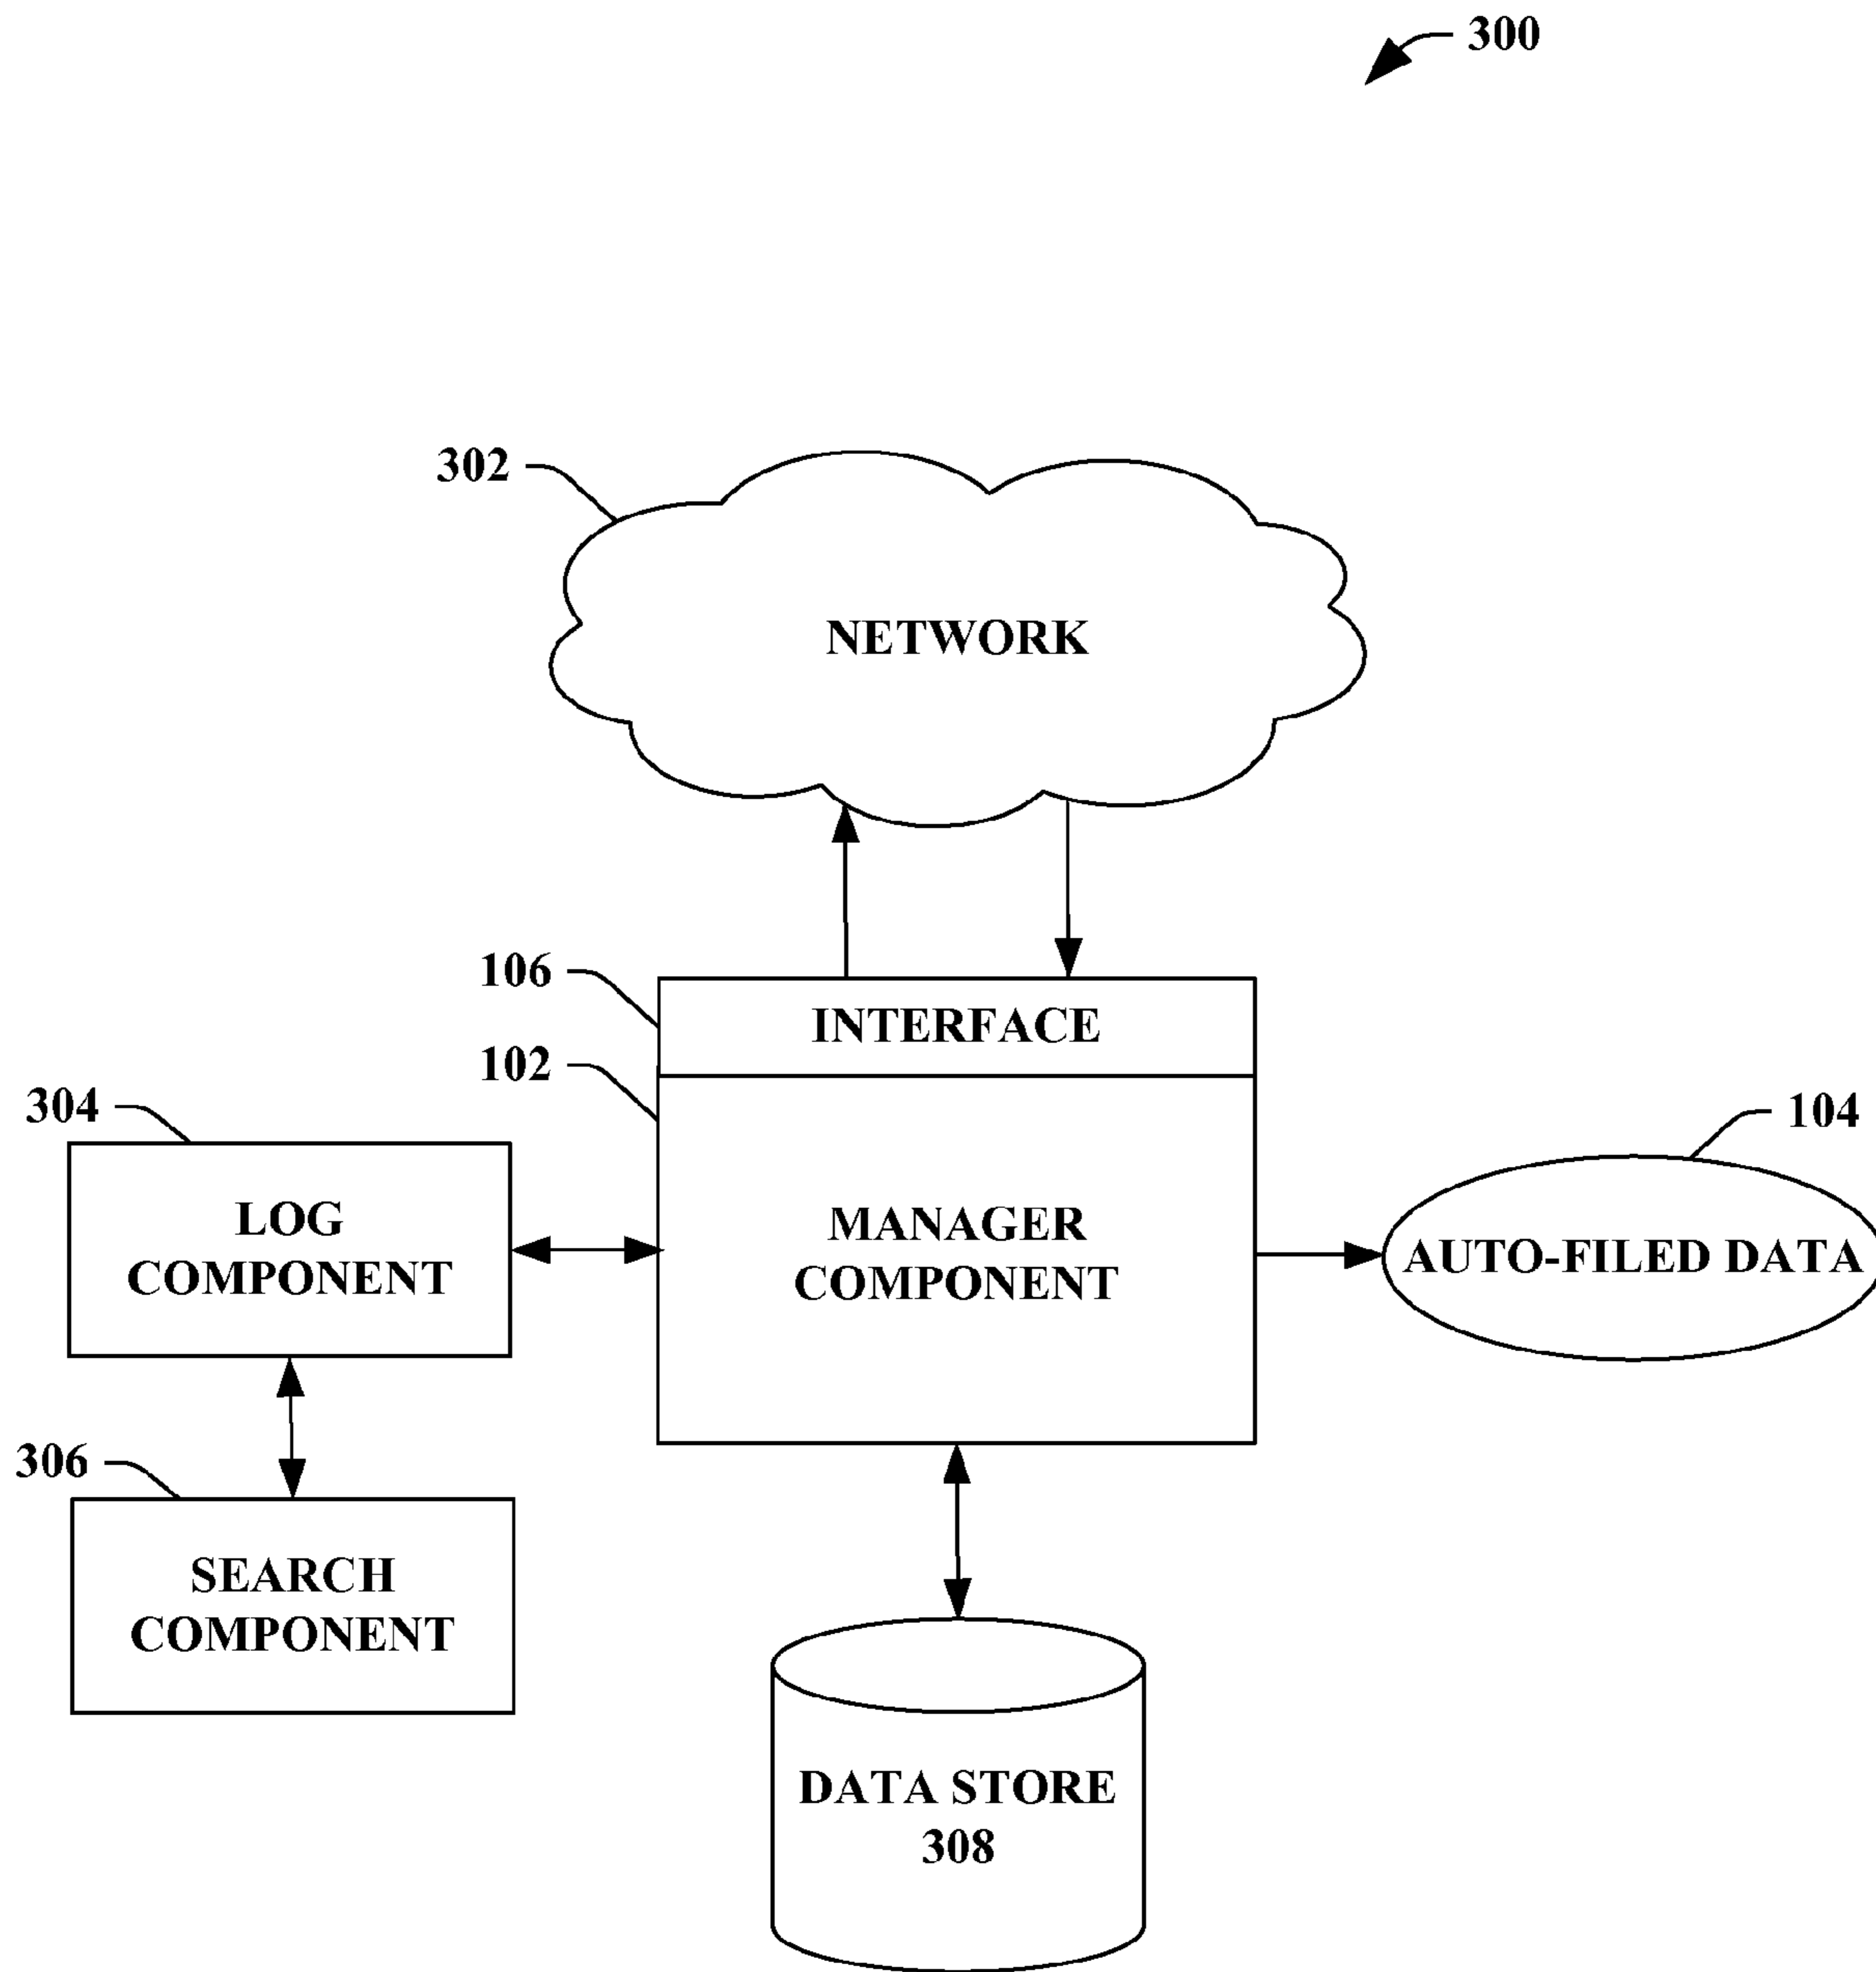 300
302
NETWORK
106
INTERFACE
102
304
104
LOG
COMPONENT
MANAGER
COMPONENT
AUTO-FILED DATA
306
SEARCH
COMPONENT
DATA STORE
308